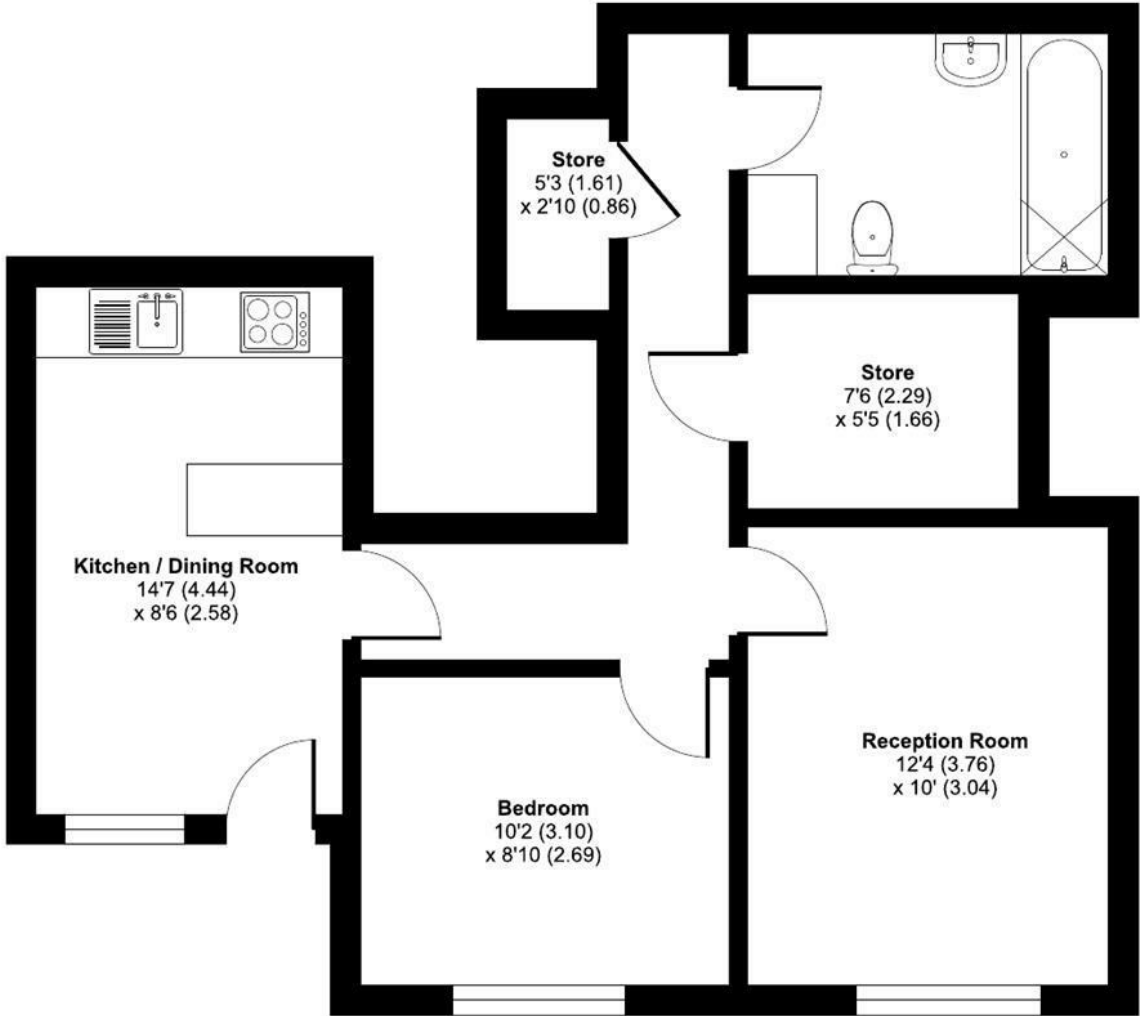 Store
5'3 (1.61)
x 2'10 (0.86)
Store
7'6 (2.29)
x 5'5 (1.66)
Kitchen / Dining Room
14'7 (4.44)
x 8'6 (2.58)
Reception Room
12'4 (3.76)
x 10' (3.04)
Bedroom
10'2 (3.10)
x 8'10 (2.69)